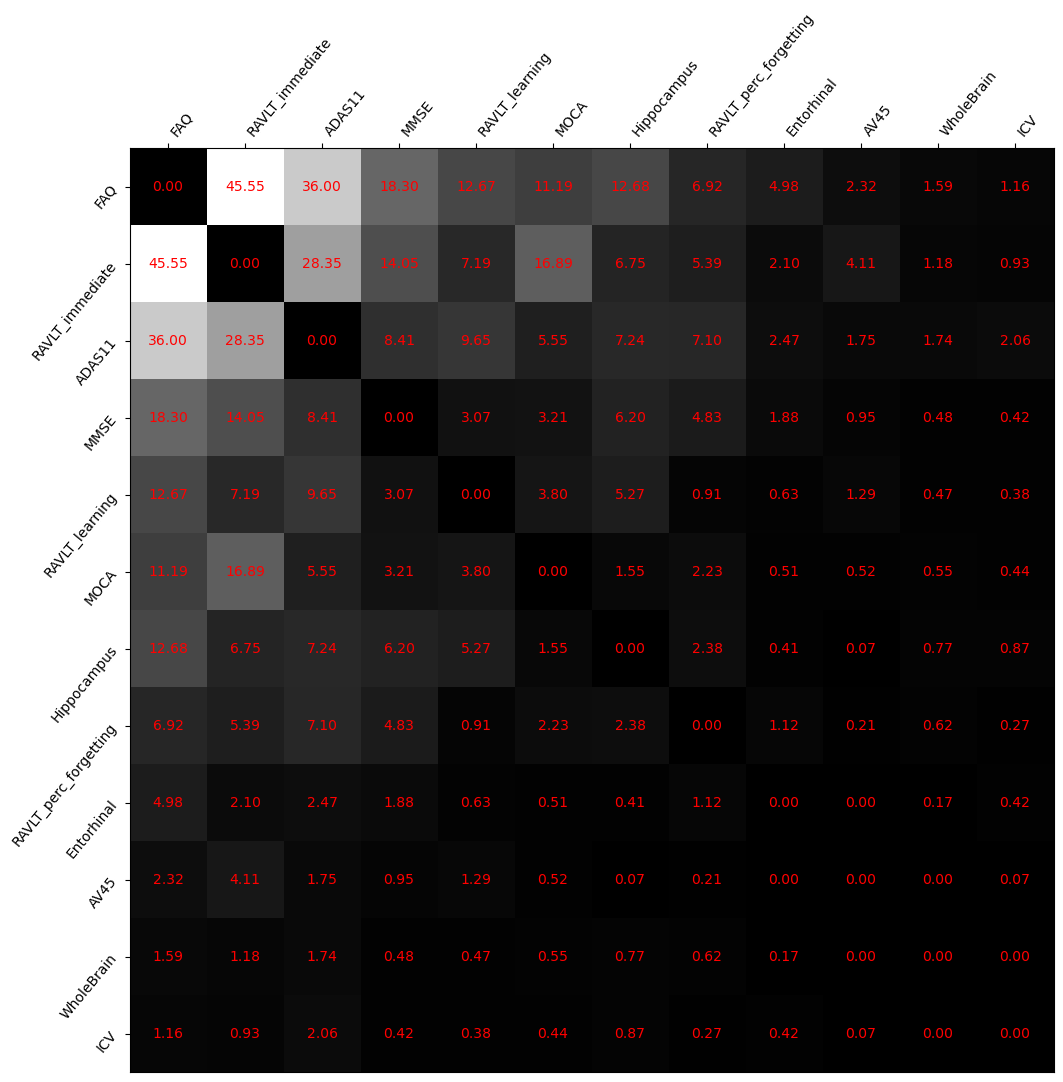 FAQ RAVLT_immediate ADAS11 MMSE RAVLT_learning MOCA Hippocampus RAVLT_perc_forgetting Entorhinal AV45 WholeBrain ICV
FAQ 0.00 45.55 36.00 18.30 12.67 11.19 12.68 6.92 4.98 2.32 1.59 1.16
RAVLT_immediate 45.55 0.00 28.35 14.05 7.19 16.89 6.75 5.39 2.10 4.11 1.18 0.93
ADAS11 36.00 28.35 0.00 8.41 9.65 5.55 7.24 7.10 2.47 1.75 1.74 2.06
MMSE 18.30 14.05 8.41 0.00 3.07 3.21 6.20 4.83 1.88 0.95 0.48 0.42
RAVLT_learning 12.67 7.19 9.65 3.07 0.00 3.80 5.27 0.91 0.63 1.29 0.47 0.38
MOCA 11.19 16.89 5.55 3.21 3.80 0.00 1.55 2.23 0.51 0.52 0.55 0.44
Hippocampus 12.68 6.75 7.24 6.20 5.27 1.55 0.00 2.38 0.41 0.07 0.77 0.87
RAVLT_perc_forgetting 6.92 5.39 7.10 4.83 0.91 2.23 2.38 0.00 1.12 0.21 0.62 0.27
Entorhinal 4.98 2.10 2.47 1.88 0.63 0.51 0.41 1.12 0.00 0.00 0.17 0.42
AV45 2.32 4.11 1.75 0.95 1.29 0.52 0.07 0.21 0.00 0.00 0.00 0.07
WholeBrain 1.59 1.18 1.74 0.48 0.47 0.55 0.77 0.62 0.17 0.00 0.00 0.00
ICV 1.16 0.93 2.06 0.42 0.38 0.44 0.87 0.27 0.42 0.07 0.00 0.00